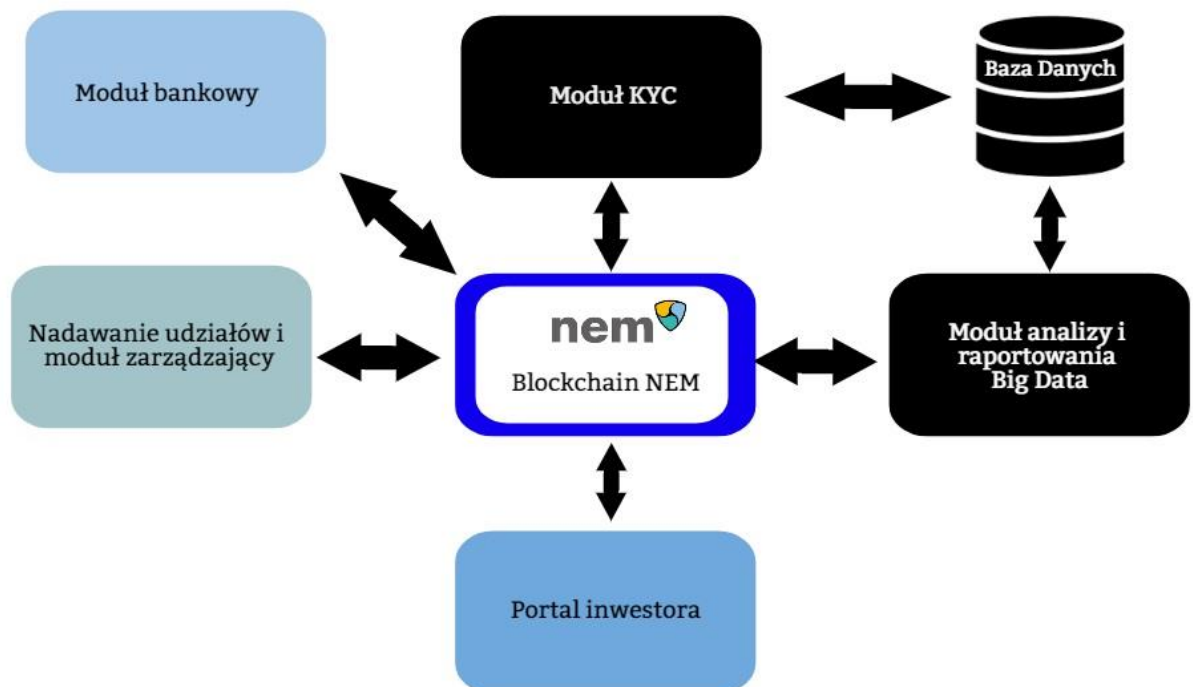 Moduł bankowy
Moduł KYC
Baza Danych
Nadawanie udziałów i
moduł zarządzający
nem
Blockchain NEM
Moduł analizy i
raportowania
Big Data
Portal inwestora